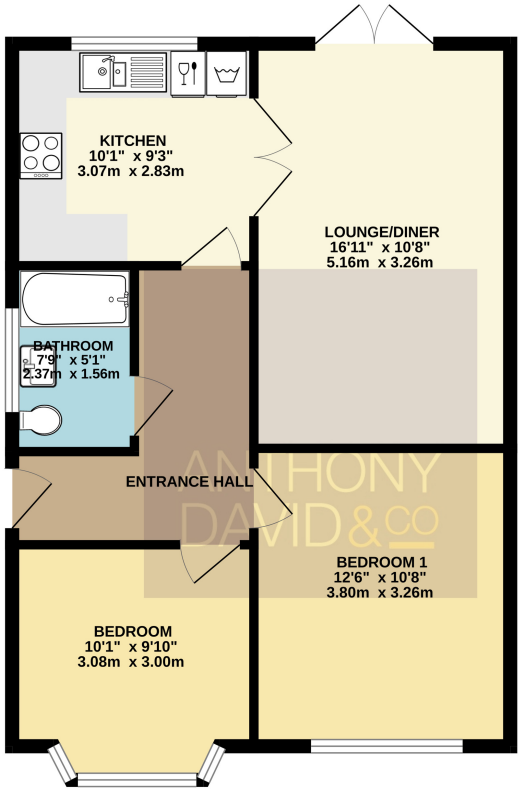 KITCHEN
10'1" x 9'3"
3.07m x 2.83m
LOUNGE/DINER
16'11" x 10'8"
5.16m x 3.26m
BATHROOM
7'9" x 5'1"
2.37m x 1.56m
ENTRANCE HALL
ANTHONY
DAVID&CO
BEDROOM 1
12'6" x 10'8"
3.80m x 3.26m
BEDROOM
10'1" x 9'10"
3.08m x 3.00m